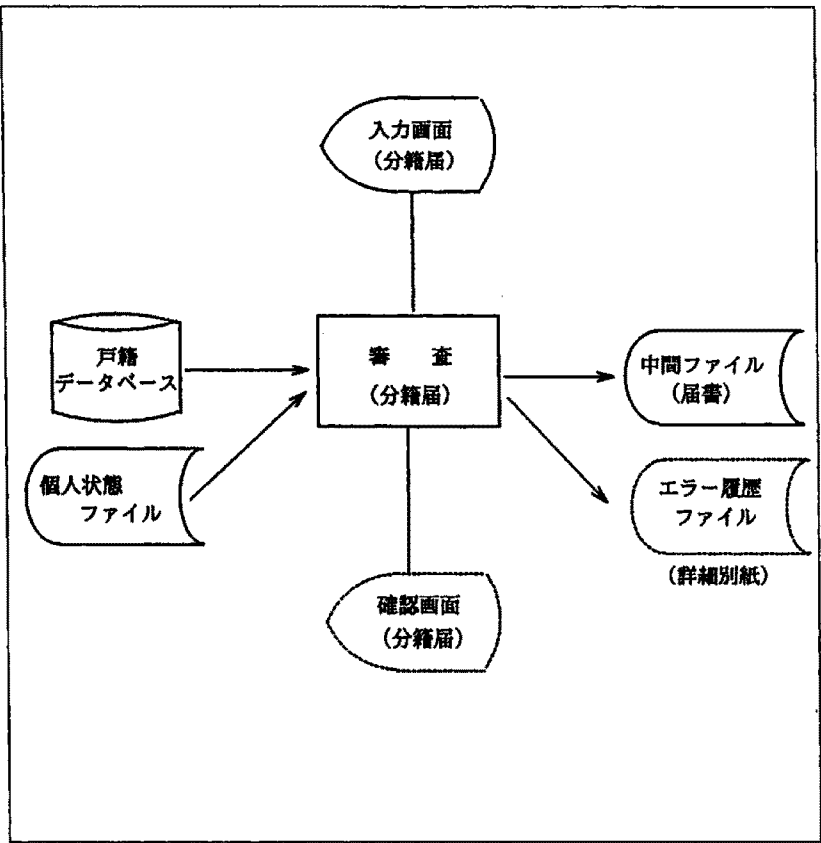 入力画面
(分籍届)
戸籍
データベース
審 査
(分籍届)
中間ファイル
(届書)
個人状態
ファイル
エラー履歴
ファイル
(詳細別紙)
確認画面
(分籍届)